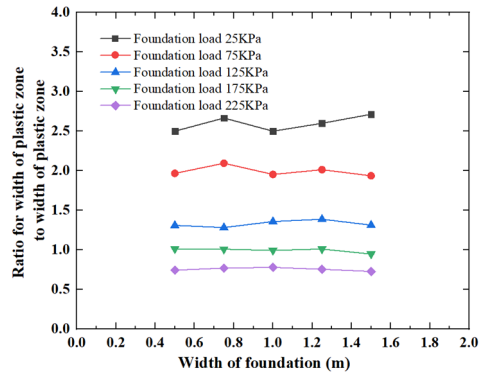 Ratio for width of plastic zone
to width of plastic zone
4.0
3.5
3.0
2.5
2.0
1.5
1.0
0.5
0.0
Foundation load 25KPa
Foundation load 75KPa
Foundation load 125KPa
Foundation load 175KPa
Foundation load 225KPa
0.0 0.2 0.4 0.6 0.8 1.0 1.2 1.4 1.6 1.8 2.0
Width of foundation (m)